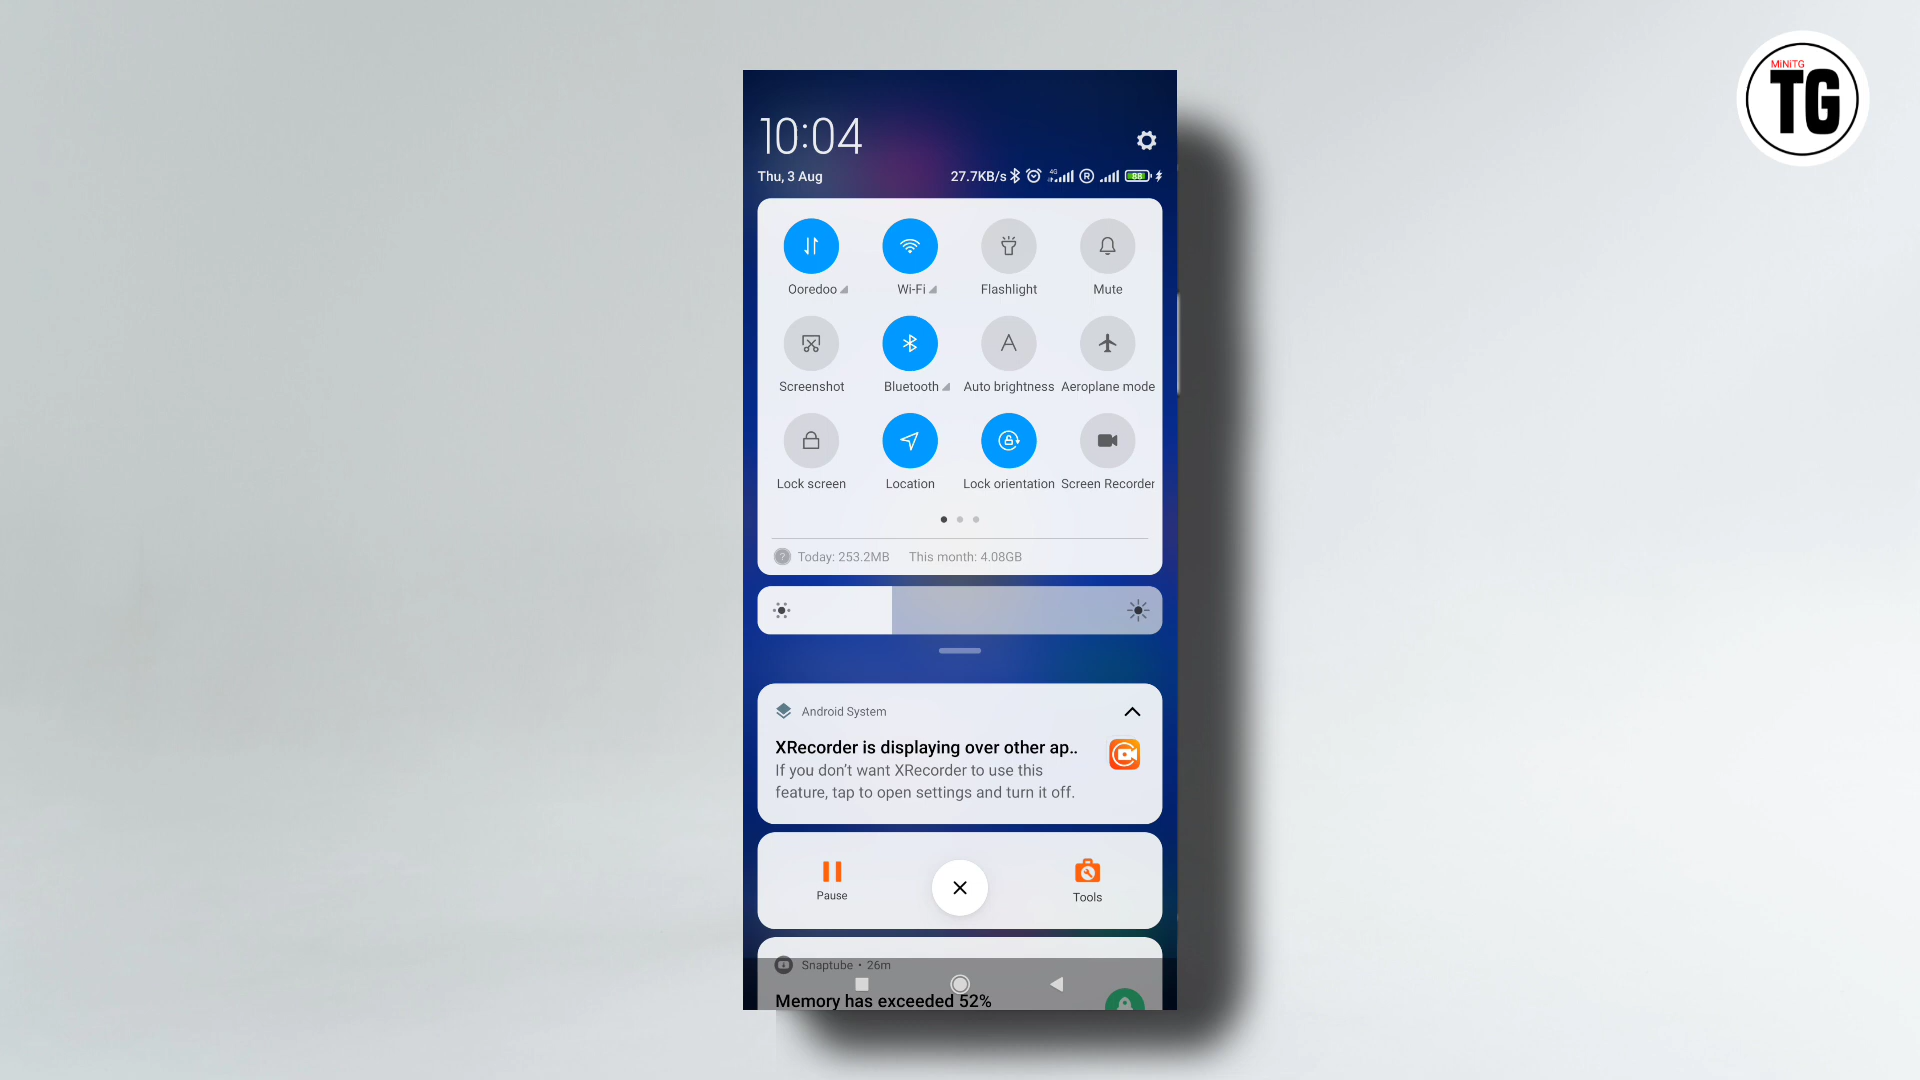 MiNiTG
TG
10:04
Thu, 3 Aug
27.7KB/s 4G R 88
Ooredoo Wi-Fi Flashlight Mute
A
Screenshot Bluetooth Auto brightness Aeroplane mode
Lock screen Location Lock orientation Screen Recorder
? Today: 253.2MB This month: 4.08GB
Android System
XRecorder is displaying over other ap..
If you don't want XRecorder to use this
feature, tap to open settings and turn it off.
Pause Tools
Snaptube • 26m
Memory has exceeded 52%